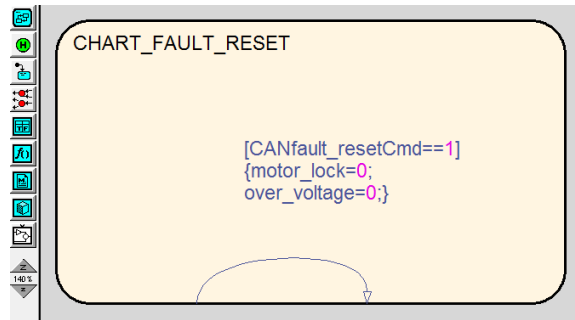 CHART_FAULT_RESET
[CANfault_resetCmd==1]
{motor_lock=0;
over_voltage=0;}
H
f()
M
140%